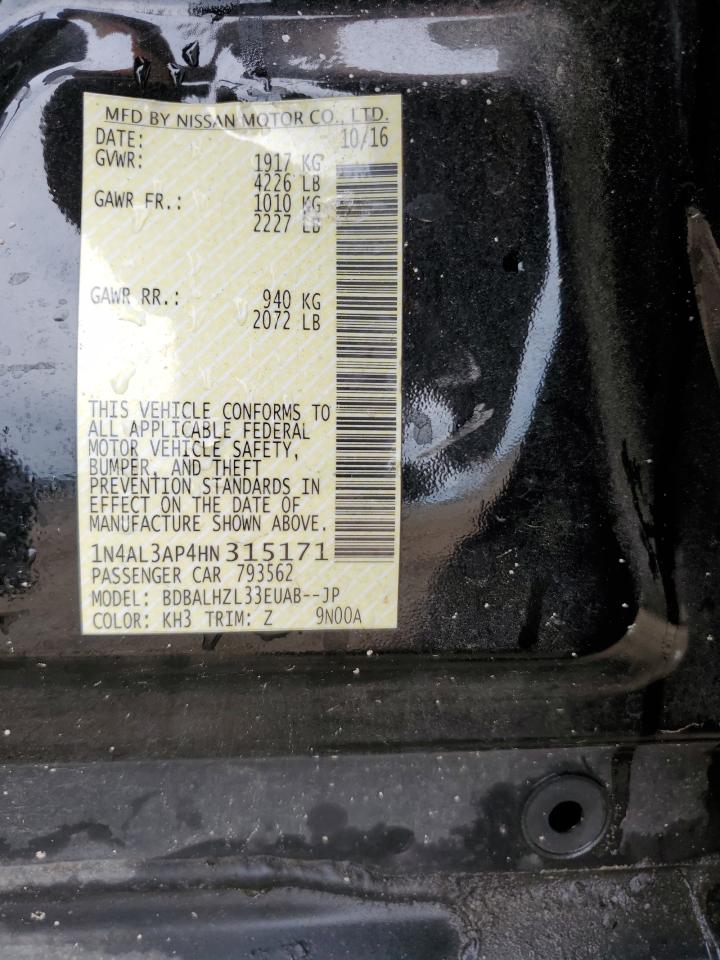 MFD BY NISSAN MOTOR CO., LTD.
DATE: 10/16
GVWR: 1917 KG
4226 LB
GAWR FR.: 1010 KG
2227 LB
GAWR RR.: 940 KG
2072 LB
THIS VEHICLE CONFORMS TO
ALL APPLICABLE FEDERAL
MOTOR VEHICLE SAFETY,
BUMPER, AND THEFT
PREVENTION STANDARDS IN
EFFECT ON THE DATE OF
MANUFACTURE SHOWN ABOVE.
1N4AL3AP4HN315171
PASSENGER CAR 793562
MODEL: BDBALHZL33EUAB--JP
COLOR: KH3 TRIM: Z 9N00A